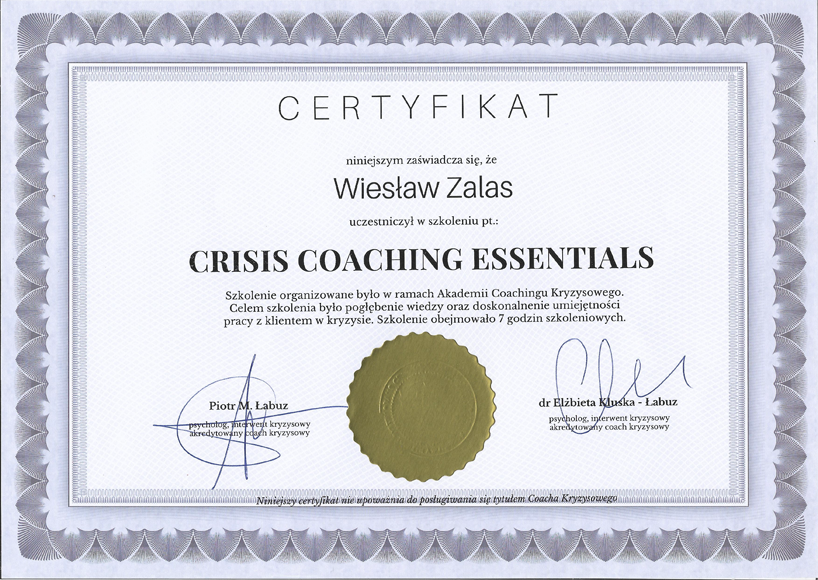 CERTYFIKAT
niniejszym zaświadcza się, że
Wiesław Zalas
uczestniczył w szkoleniu pt.:
CRISIS COACHING ESSENTIALS
Szkolenie organizowane było w ramach Akademii Coachingu Kryzysowego.
Celem szkolenia było pogłębenie wiedzy oraz doskonalenie umiejętności
pracy z klientem w kryzysie. Szkolenie obejmowało 7 godzin szkoleniowych.
Piotr M. Łabuz
psycholog, interwent kryzysowy
akredytowany coach kryzysowy
dr Elżbieta Kluska - Łabuz
psycholog, interwent kryzysowy
akredytowany coach kryzysowy
Niniejszy certyfikat nie upoważnia do posługiwania się tytułem Coacha Kryzysowego